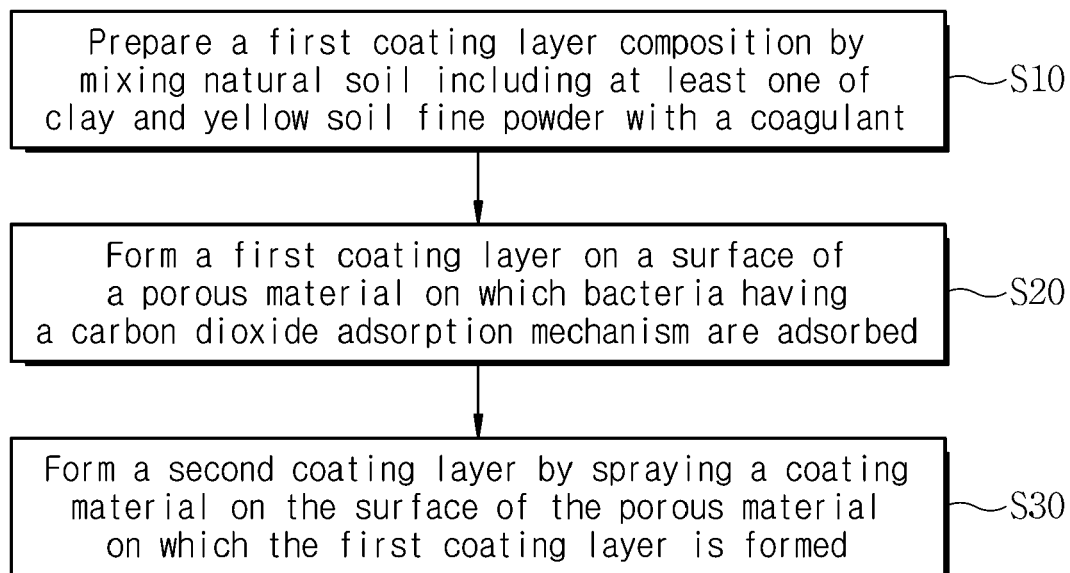 Prepare a first coating layer composition by
mixing natural soil including at least one of
clay and yellow soil fine powder with a coagulant
S10
Form a first coating layer on a surface of
a porous material on which bacteria having
a carbon dioxide adsorption mechanism are adsorbed
S20
Form a second coating layer by spraying a coating
material on the surface of the porous material
on which the first coating layer is formed
S30